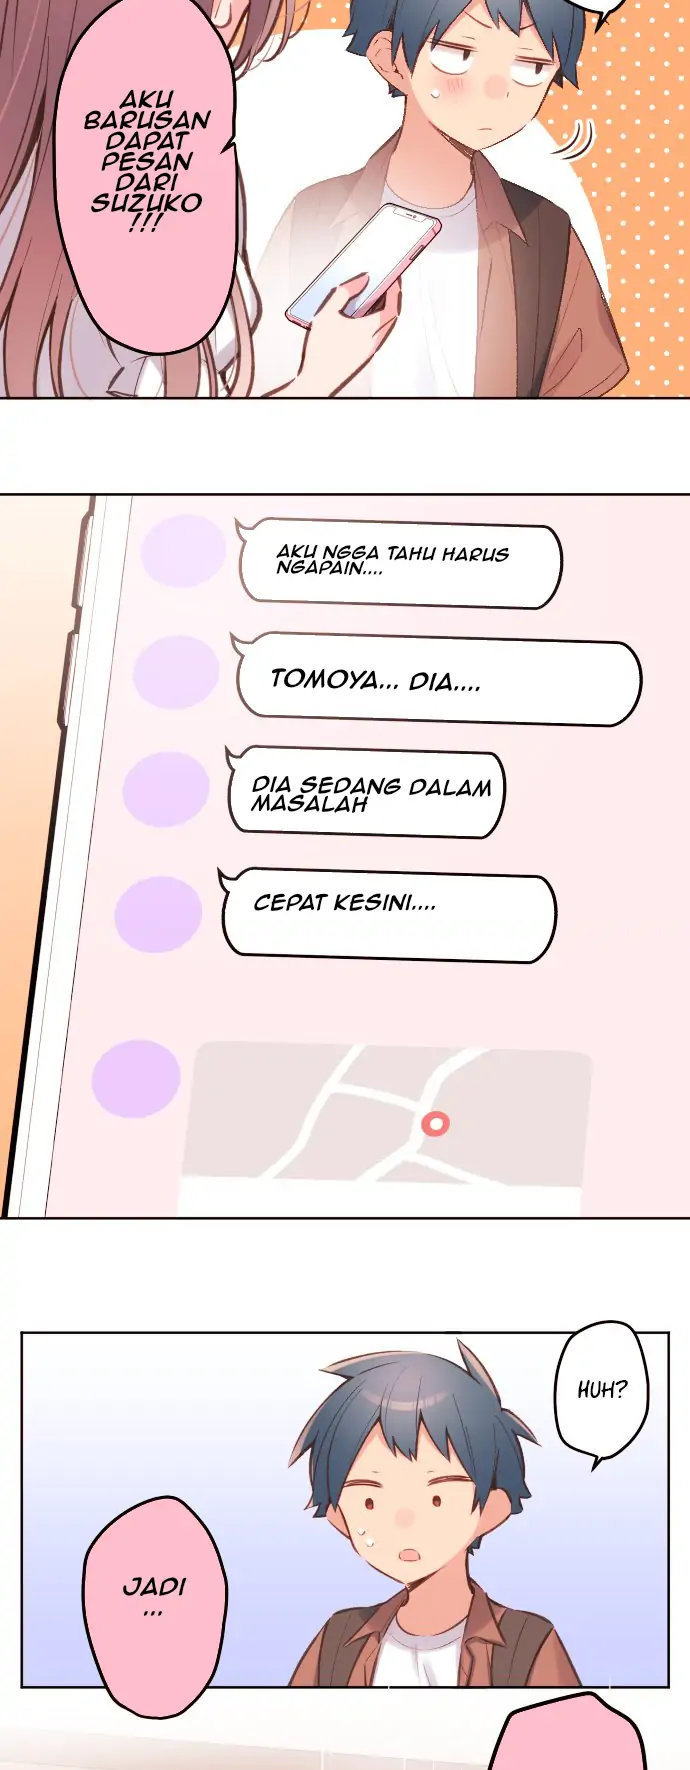 AKU
BARUSAN
DAPAT
PESAN
DARI
SUZUKO
!!!
AKU NGGA TAHU HARUS
NGAPAIN....
TOMOYA... DIA....
DIA SEDANG DALAM
MASALAH
CEPAT KESINI....
HUH?
JADI
...